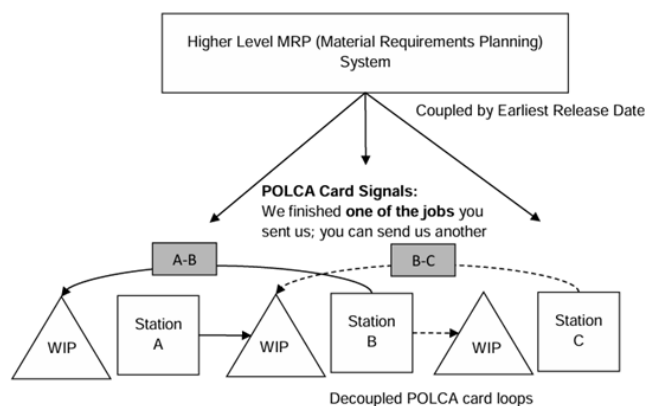 Higher Level MRP (Material Requirements Planning)
System
Coupled by Earliest Release Date
POLCA Card Signals:
We finished one of the jobs you
sent us; you can send us another
A-B
B-C
WIP
Station
A
WIP
Station
B
WIP
Station
C
Decoupled POLCA card loops